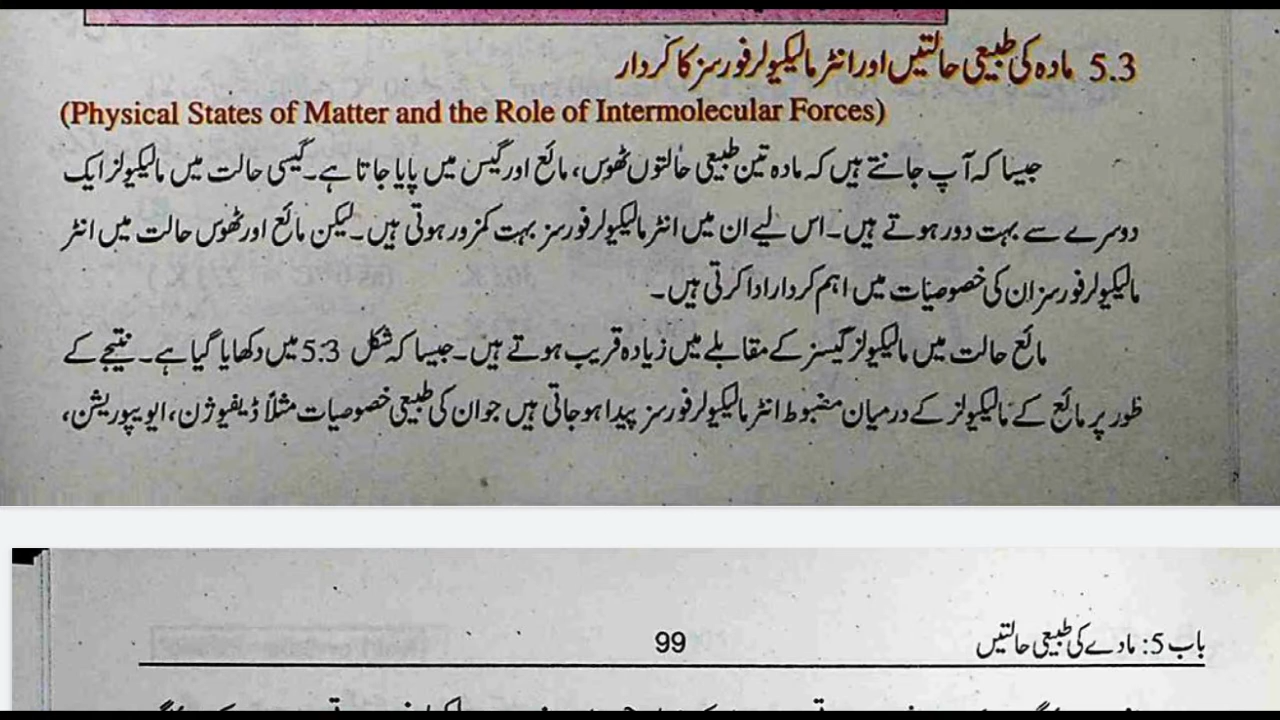 5.3 مادہ کی طبیعی حالتیں اور انٹر مالیکیولر فورسز کا کردار
(Physical States of Matter and the Role of Intermolecular Forces)
جیسا کہ آپ جانتے ہیں کہ مادہ تین طبیعی حالتوں ٹھوس، مائع اور گیس میں پایا جاتا ہے۔ گیسی حالت میں مالیکیولز ایک
دوسرے سے بہت دور ہوتے ہیں۔ اس لیے ان میں انٹر مالیکیولر فورسز بہت کمزور ہوتی ہیں۔ لیکن مائع اور ٹھوس حالت میں انٹر
مالیکیولر فورسز ان کی خصوصیات میں اہم کردار ادا کرتی ہیں۔
مائع حالت میں مالیکیولز گیسز کے مقابلے میں زیادہ قریب ہوتے ہیں۔ جیسا کہ شکل 5.3 میں دکھایا گیا ہے۔ نتیجے کے
طور پر مائع کے مالیکیولز کے درمیان مضبوط انٹر مالیکیولر فورسز پیدا ہو جاتی ہیں جو ان کی طبیعی خصوصیات مثلاً ڈیفیوژن، ایویپوریشن،
باب 5: مادے کی طبیعی حالتیں 99